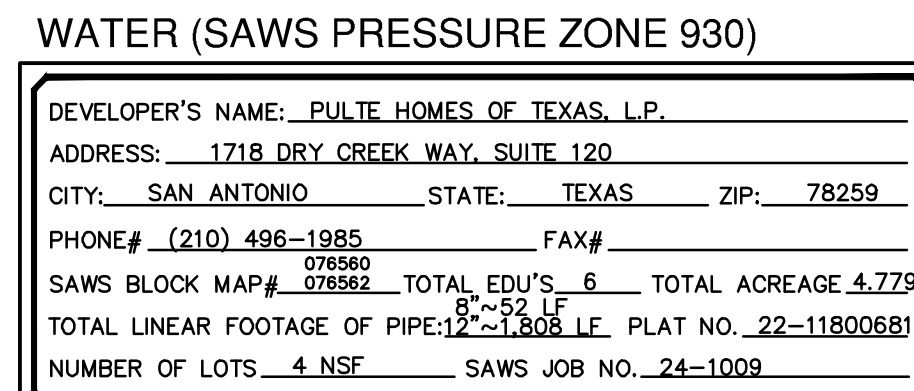 WATER (SAWS PRESSURE ZONE 930)
DEVELOPER'S NAME: PULTE HOMES OF TEXAS, L.P.
ADDRESS: 1718 DRY CREEK WAY, SUITE 120
CITY: SAN ANTONIO STATE: TEXAS ZIP: 78259
PHONE# (210) 496-1985 FAX#
076560
SAWS BLOCK MAP# 076562 TOTAL EDU'S 6 TOTAL ACREAGE 4.779
8"~52 LF
TOTAL LINEAR FOOTAGE OF PIPE: 12"~1,808 LF PLAT NO. 22-11800681
NUMBER OF LOTS 4 NSF SAWS JOB NO. 24-1009